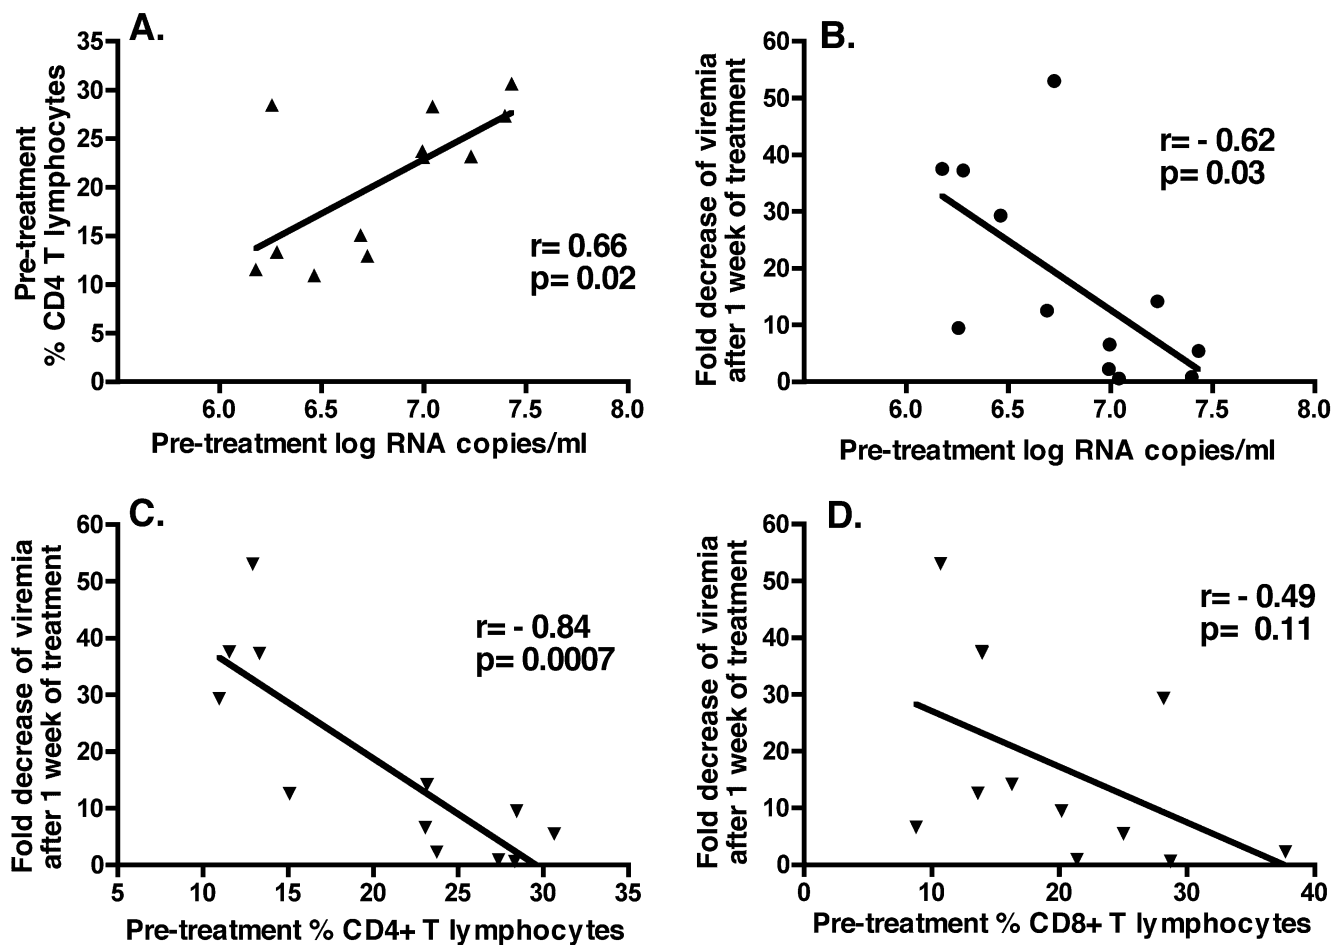 A.
35
30
25
20
15
10
5
0
Pre-treatment
% CD4 T lymphocytes
r= 0.66
p= 0.02
6.0 6.5 7.0 7.5 8.0
Pre-treatment log RNA copies/ml
B.
60
50
40
30
20
10
0
Fold decrease of viremia
after 1 week of treatment
r= - 0.62
p= 0.03
6.0 6.5 7.0 7.5 8.0
Pre-treatment log RNA copies/ml
C.
60
50
40
30
20
10
0
Fold decrease of viremia
after 1 week of treatment
r= - 0.84
p= 0.0007
5 10 15 20 25 30 35
Pre-treatment % CD4+ T lymphocytes
D.
60
50
40
30
20
10
0
Fold decrease of viremia
after 1 week of treatment
r= - 0.49
p= 0.11
0 10 20 30 40
Pre-treatment % CD8+ T lymphocytes